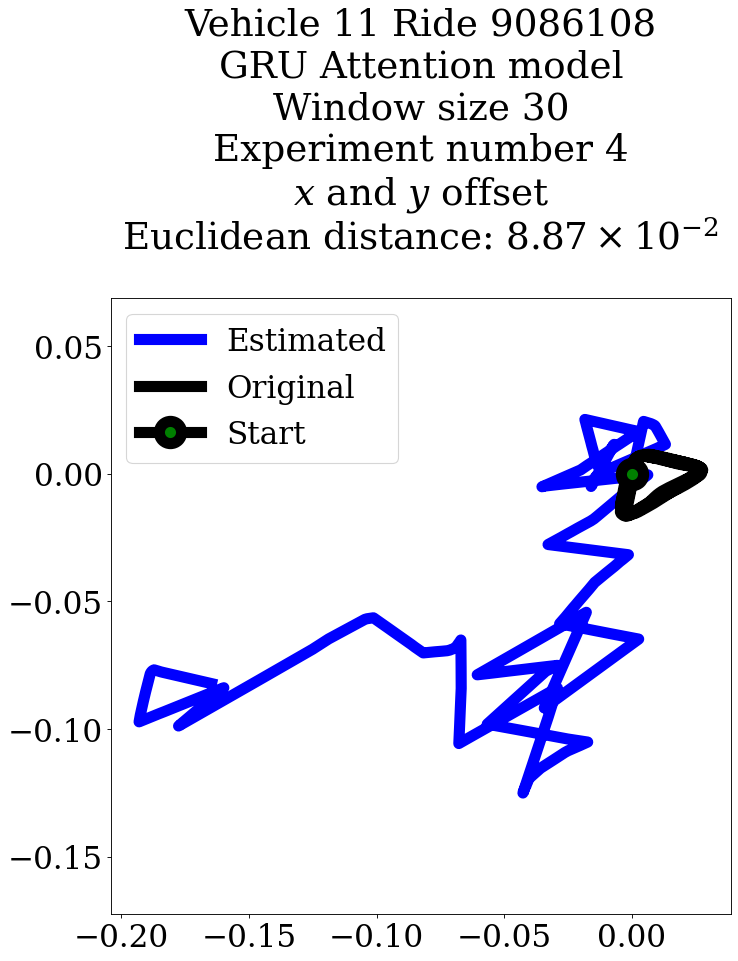 Vehicle 11 Ride 9086108
GRU Attention model
Window size 30
Experiment number 4
x and y offset
Euclidean distance: 8.87 × 10⁻²
Estimated
Original
Start
0.05
0.00
−0.05
−0.10
−0.15
−0.20 −0.15 −0.10 −0.05 0.00